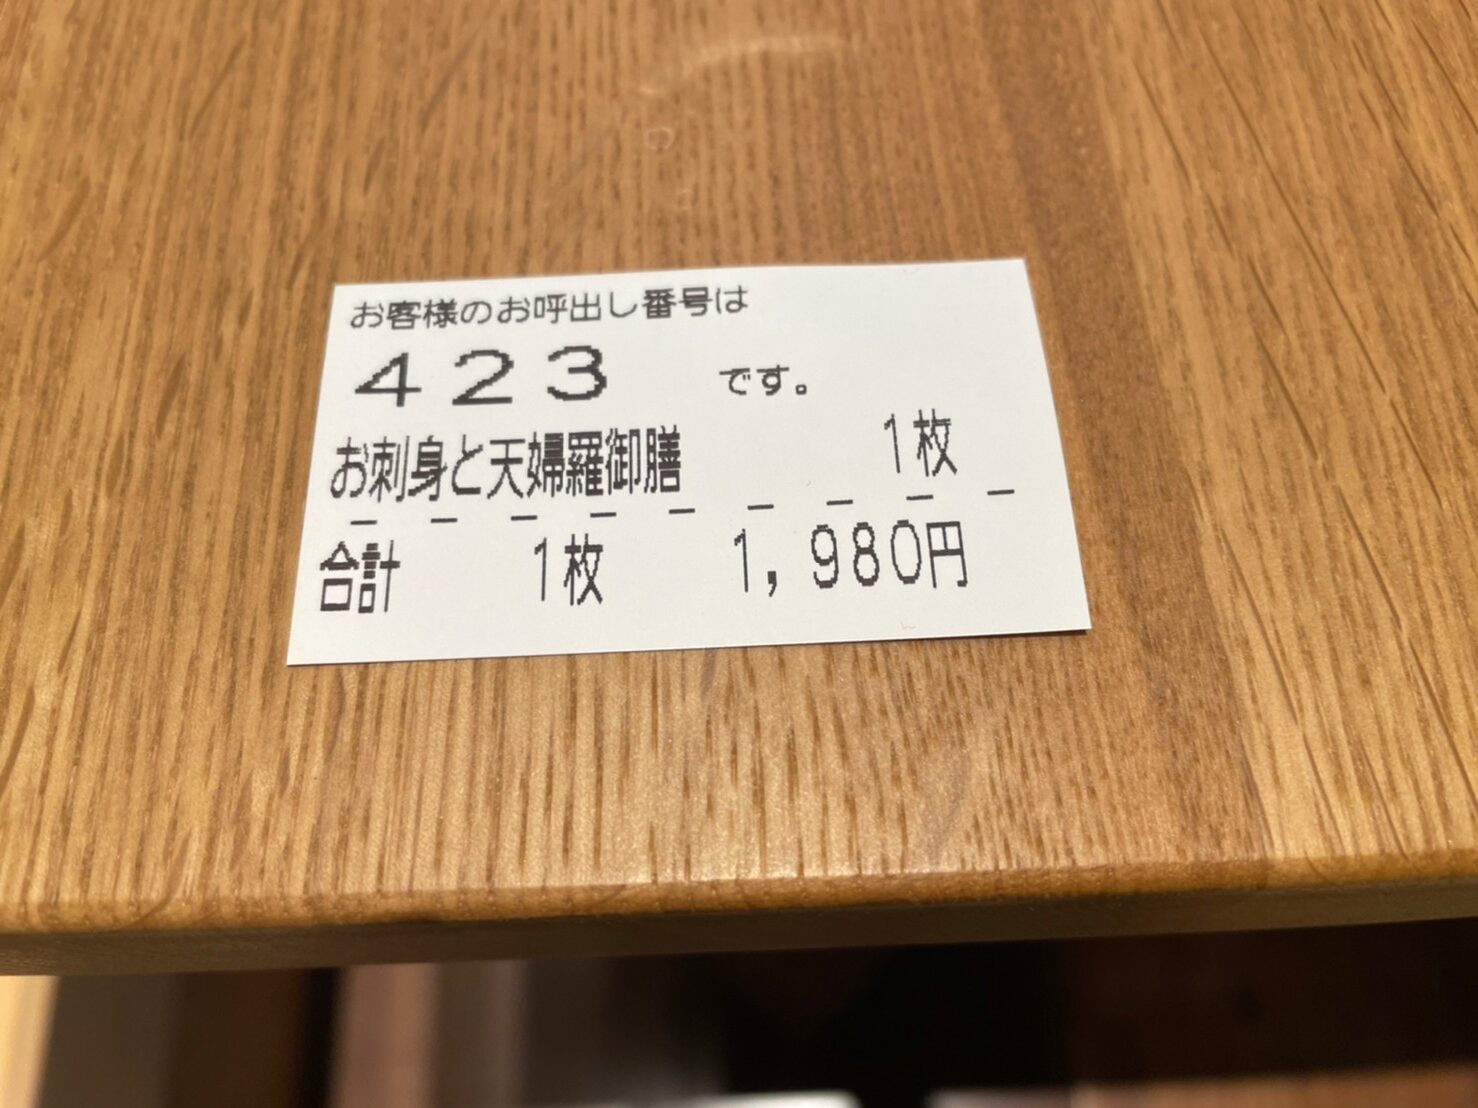 お客様のお呼出し番号は
423 です。
お刺身と天婦羅御膳 1枚
合計 1枚 1,980円